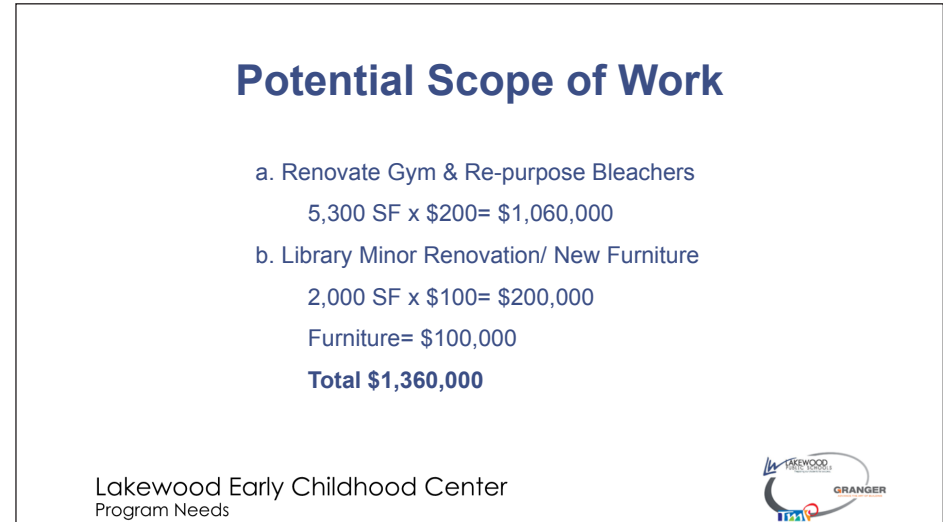 Potential Scope of Work
a. Renovate Gym & Re-purpose Bleachers
5,300 SF x $200= $1,060,000
b. Library Minor Renovation/ New Furniture
2,000 SF x $100= $200,000
Furniture= $100,000
Total $1,360,000
Lakewood Early Childhood Center
Program Needs
LAKEWOOD
PUBLIC SCHOOLS
GRANGER